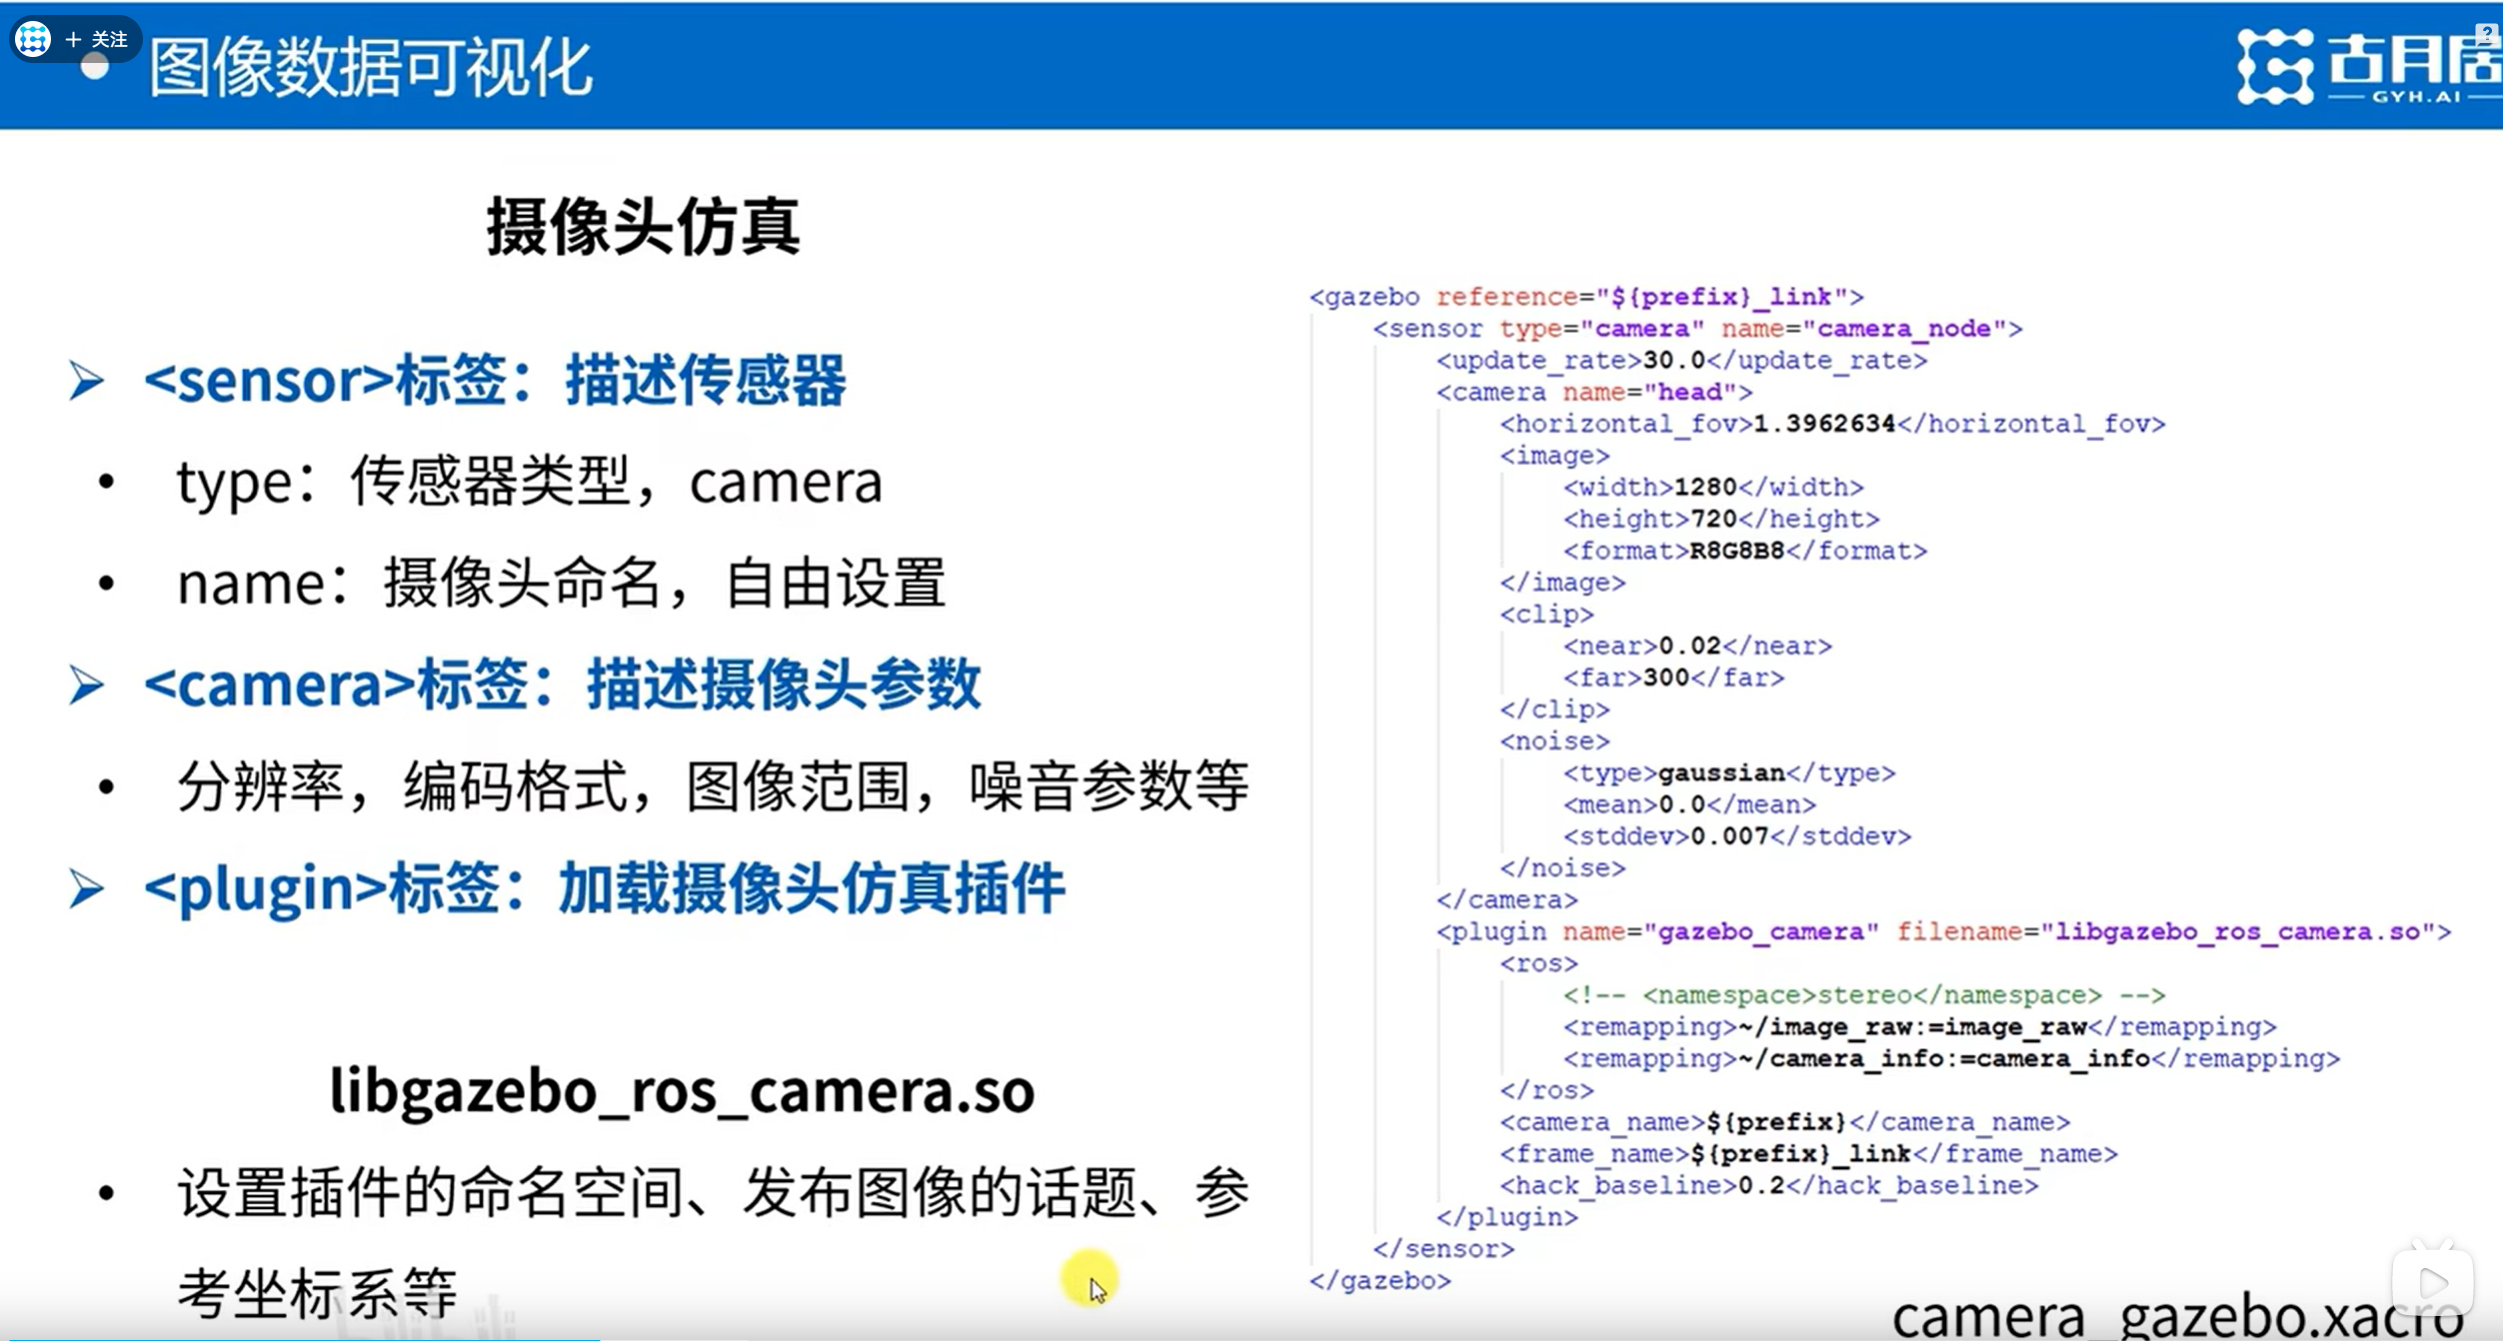 + 关注
图像数据可视化
古月居
GYH.AI
?
摄像头仿真
<sensor>标签：描述传感器
• type：传感器类型，camera
• name：摄像头命名，自由设置
<camera>标签：描述摄像头参数
• 分辨率，编码格式，图像范围，噪音参数等
<plugin>标签：加载摄像头仿真插件
libgazebo_ros_camera.so
• 设置插件的命名空间、发布图像的话题、参
考坐标系等
<gazebo reference="${prefix}_link">
<sensor type="camera" name="camera_node">
<update_rate>30.0</update_rate>
<camera name="head">
<horizontal_fov>1.3962634</horizontal_fov>
<image>
<width>1280</width>
<height>720</height>
<format>R8G8B8</format>
</image>
<clip>
<near>0.02</near>
<far>300</far>
</clip>
<noise>
<type>gaussian</type>
<mean>0.0</mean>
<stddev>0.007</stddev>
</noise>
</camera>
<plugin name="gazebo_camera" filename="libgazebo_ros_camera.so">
<ros>
<!-- <namespace>stereo</namespace> -->
<remapping>~/image_raw:=image_raw</remapping>
<remapping>~/camera_info:=camera_info</remapping>
</ros>
<camera_name>${prefix}</camera_name>
<frame_name>${prefix}_link</frame_name>
<hack_baseline>0.2</hack_baseline>
</plugin>
</sensor>
</gazebo>
camera_gazebo.xacro